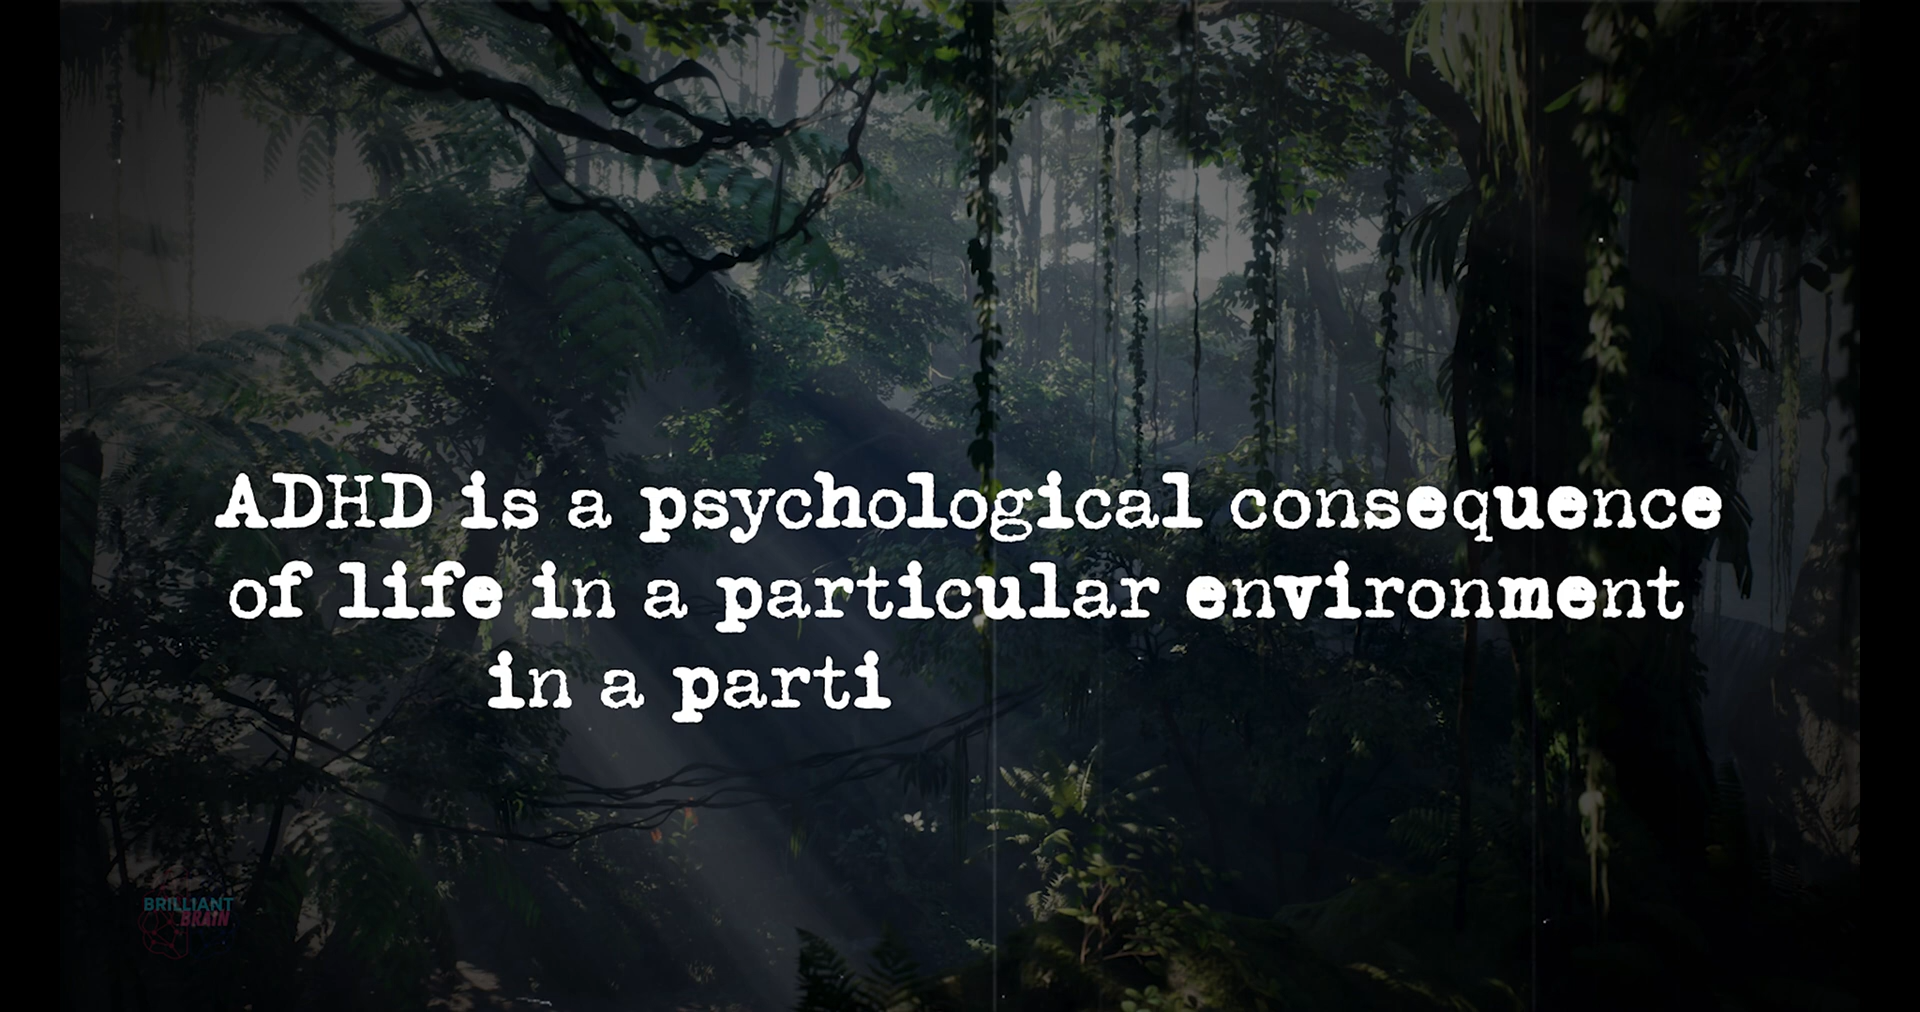 ADHD is a psychological consequence
of life in a particular environment
in a parti
BRILLIANT
BRAIN